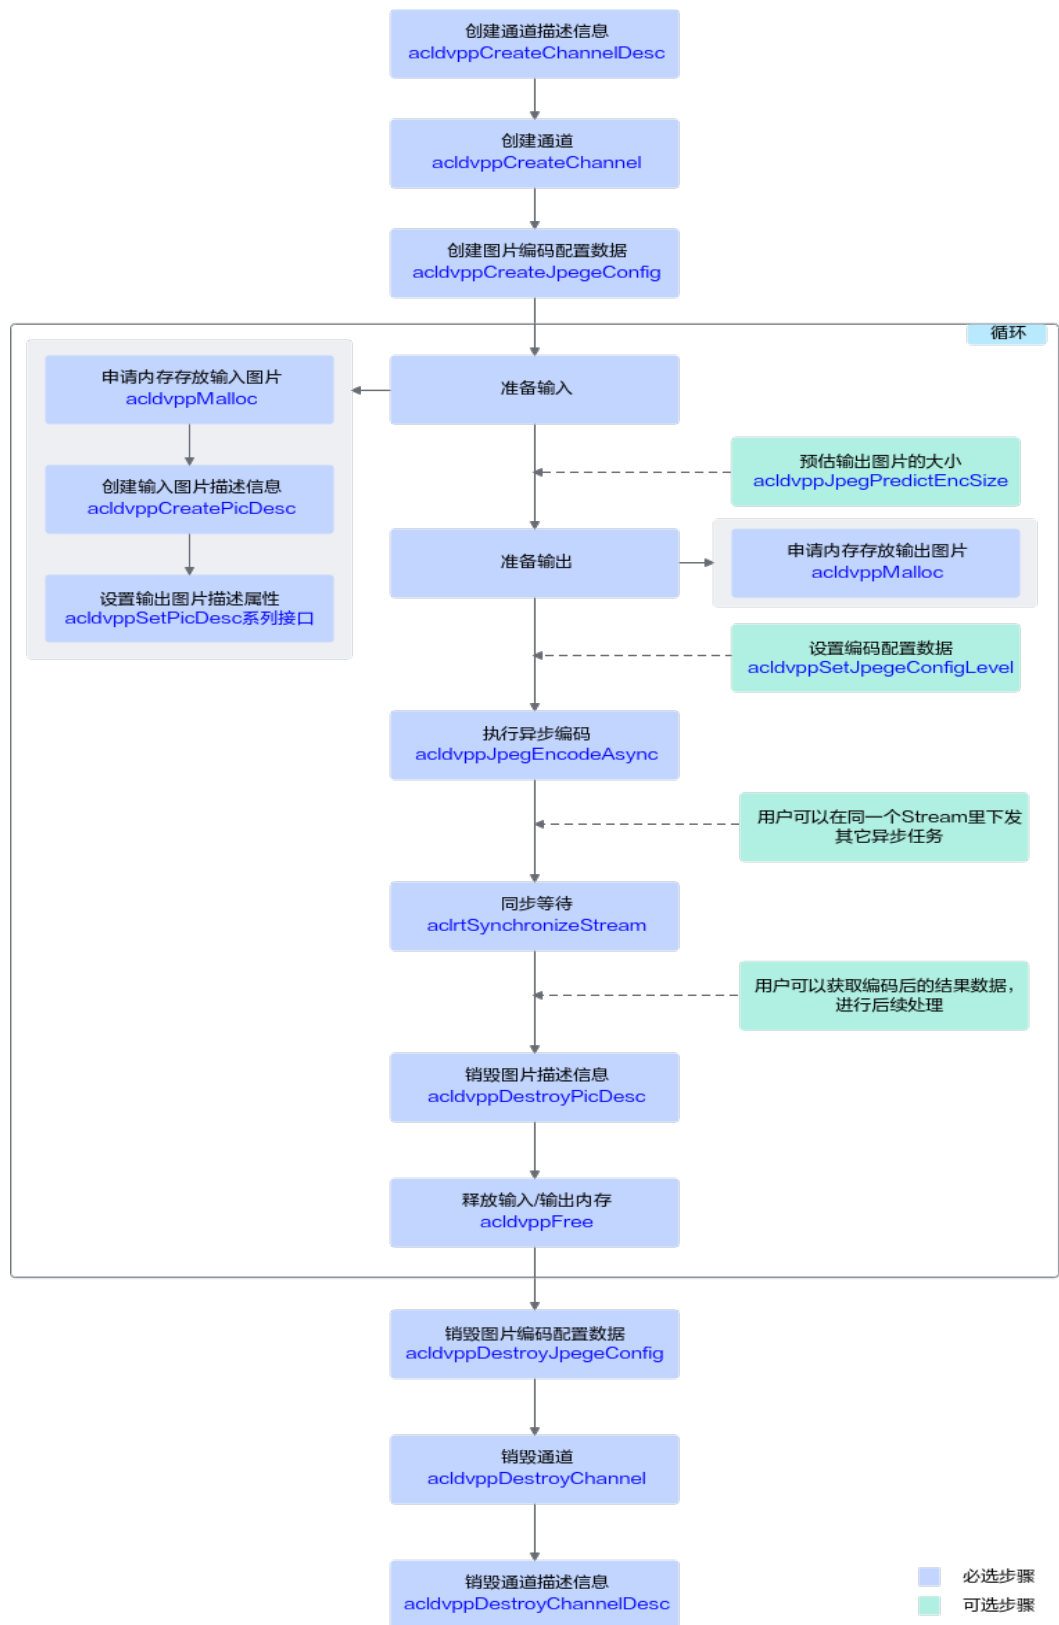 创建通道描述信息
acldvppCreateChannelDesc
创建通道
acldvppCreateChannel
创建图片编码配置数据
acldvppCreateJpegeConfig
循环
准备输入
申请内存存放输入图片
acldvppMalloc
创建输入图片描述信息
acldvppCreatePicDesc
设置输出图片描述属性
acldvppSetPicDesc系列接口
预估输出图片的大小
acldvppJpegPredictEncSize
准备输出
申请内存存放输出图片
acldvppMalloc
设置编码配置数据
acldvppSetJpegeConfigLevel
执行异步编码
acldvppJpegEncodeAsync
用户可以在同一个Stream里下发
其它异步任务
同步等待
aclrtSynchronizeStream
用户可以获取编码后的结果数据，
进行后续处理
销毁图片描述信息
acldvppDestroyPicDesc
释放输入/输出内存
acldvppFree
销毁图片编码配置数据
acldvppDestroyJpegeConfig
销毁通道
acldvppDestroyChannel
销毁通道描述信息
acldvppDestroyChannelDesc
必选步骤
可选步骤